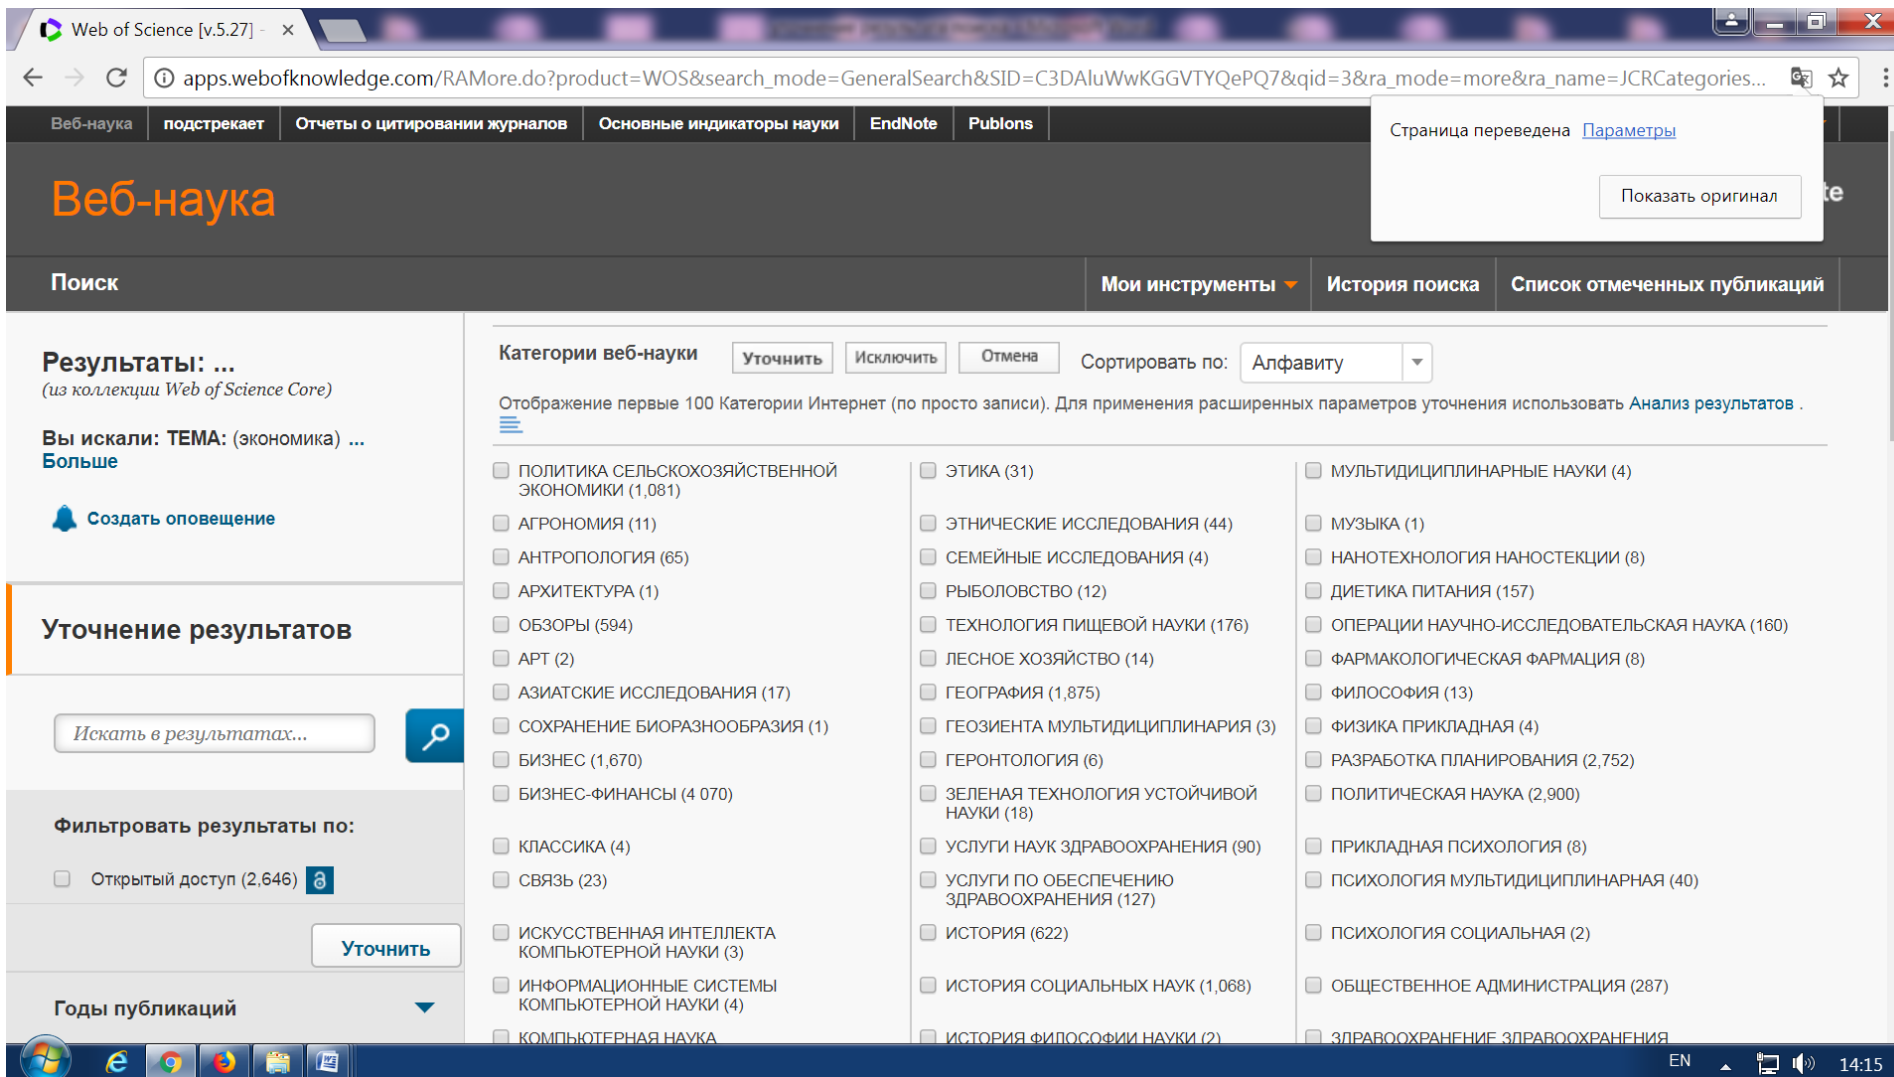 Web of Science [v.5.27] -
apps.webofknowledge.com/RAMore.do?product=WOS&search_mode=GeneralSearch&SID=C3DAluWwKGGVTYQePQ7&qid=3&ra_mode=more&ra_name=JCRCategories...
Веб-наука
подстрекает
Отчеты о цитировании журналов
Основные индикаторы науки
EndNote
Publons
Страница переведена Параметры
Показать оригинал
Веб-наука
Поиск
Мои инструменты
История поиска
Список отмеченных публикаций
Результаты: ...
(из коллекции Web of Science Core)
Вы искали: ТЕМА: (экономика) ...
Больше
Создать оповещение
Уточнение результатов
Искать в результатах...
Фильтровать результаты по:
Открытый доступ (2,646)
Уточнить
Годы публикаций
Категории веб-науки
Уточнить
Исключить
Отмена
Сортировать по:
Алфавиту
Отображение первые 100 Категории Интернет (по просто записи). Для применения расширенных параметров уточнения использовать Анализ результатов .
ПОЛИТИКА СЕЛЬСКОХОЗЯЙСТВЕННОЙ
ЭКОНОМИКИ (1,081)
АГРОНОМИЯ (11)
АНТРОПОЛОГИЯ (65)
АРХИТЕКТУРА (1)
ОБЗОРЫ (594)
АРТ (2)
АЗИАТСКИЕ ИССЛЕДОВАНИЯ (17)
СОХРАНЕНИЕ БИОРАЗНООБРАЗИЯ (1)
БИЗНЕС (1,670)
БИЗНЕС-ФИНАНСЫ (4 070)
КЛАССИКА (4)
СВЯЗЬ (23)
ИСКУССТВЕННАЯ ИНТЕЛЛЕКТА
КОМПЬЮТЕРНОЙ НАУКИ (3)
ИНФОРМАЦИОННЫЕ СИСТЕМЫ
КОМПЬЮТЕРНОЙ НАУКИ (4)
КОМПЬЮТЕРНАЯ НАУКА
ЭТИКА (31)
ЭТНИЧЕСКИЕ ИССЛЕДОВАНИЯ (44)
СЕМЕЙНЫЕ ИССЛЕДОВАНИЯ (4)
РЫБОЛОВСТВО (12)
ТЕХНОЛОГИЯ ПИЩЕВОЙ НАУКИ (176)
ЛЕСНОЕ ХОЗЯЙСТВО (14)
ГЕОГРАФИЯ (1,875)
ГЕОЗИЕНТА МУЛЬТИДИЦИПЛИНАРИЯ (3)
ГЕРОНТОЛОГИЯ (6)
ЗЕЛЕНАЯ ТЕХНОЛОГИЯ УСТОЙЧИВОЙ
НАУКИ (18)
УСЛУГИ НАУК ЗДРАВООХРАНЕНИЯ (90)
УСЛУГИ ПО ОБЕСПЕЧЕНИЮ
ЗДРАВООХРАНЕНИЯ (127)
ИСТОРИЯ (622)
ИСТОРИЯ СОЦИАЛЬНЫХ НАУК (1,068)
ИСТОРИЯ ФИЛОСОФИИ НАУКИ (2)
МУЛЬТИДИЦИПЛИНАРНЫЕ НАУКИ (4)
МУЗЫКА (1)
НАНОТЕХНОЛОГИЯ НАНОСТЕКЦИИ (8)
ДИЕТИКА ПИТАНИЯ (157)
ОПЕРАЦИИ НАУЧНО-ИССЛЕДОВАТЕЛЬСКАЯ НАУКА (160)
ФАРМАКОЛОГИЧЕСКАЯ ФАРМАЦИЯ (8)
ФИЛОСОФИЯ (13)
ФИЗИКА ПРИКЛАДНАЯ (4)
РАЗРАБОТКА ПЛАНИРОВАНИЯ (2,752)
ПОЛИТИЧЕСКАЯ НАУКА (2,900)
ПРИКЛАДНАЯ ПСИХОЛОГИЯ (8)
ПСИХОЛОГИЯ МУЛЬТИДИЦИПЛИНАРНАЯ (40)
ПСИХОЛОГИЯ СОЦИАЛЬНАЯ (2)
ОБЩЕСТВЕННОЕ АДМИНИСТРАЦИЯ (287)
ЗДРАВООХРАНЕНИЕ ЗДРАВООХРАНЕНИЯ
EN
14:15